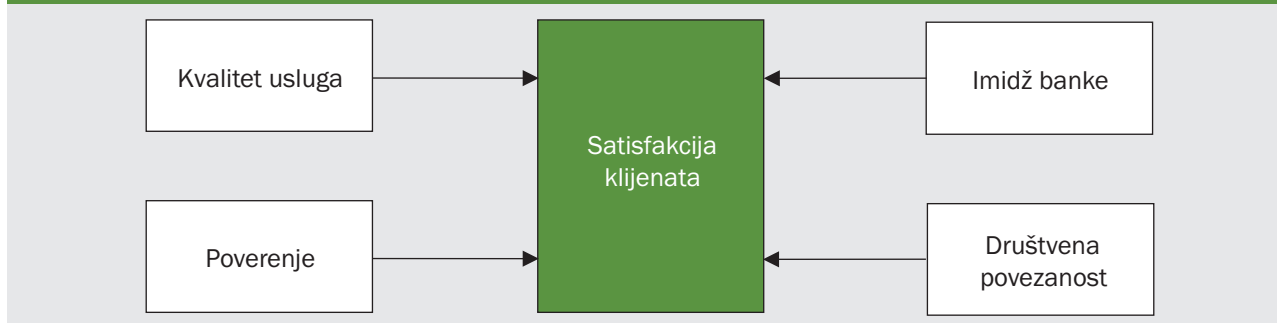 Kvalitet usluga
Imidž banke
Satisfakcija
klijenata
Poverenje
Društvena
povezanost